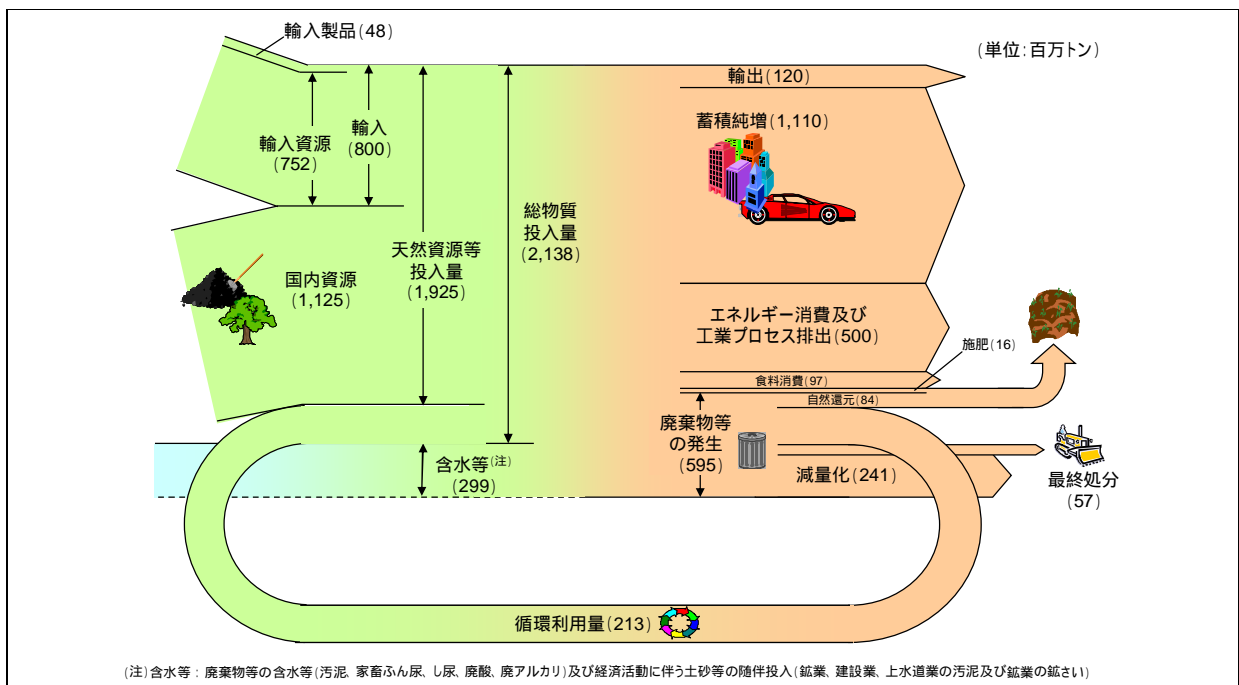 輸入製品(48)
(単位:百万トン)
輸出(120)
蓄積純増(1,110)
輸入資源
(752)
輸入
(800)
総物質
投入量
(2,138)
天然資源等
投入量
(1,925)
国内資源
(1,125)
エネルギー消費及び
工業プロセス排出(500)
施肥(16)
食料消費(97)
自然還元(84)
廃棄物等
の発生
(595)
含水等(注)
(299)
減量化(241)
最終処分
(57)
循環利用量(213)
(注)含水等:廃棄物等の含水等(汚泥、家畜ふん尿、し尿、廃酸、廃アルカリ)及び経済活動に伴う土砂等の随伴投入(鉱業、建設業、上水道業の汚泥及び鉱業の鉱さい)